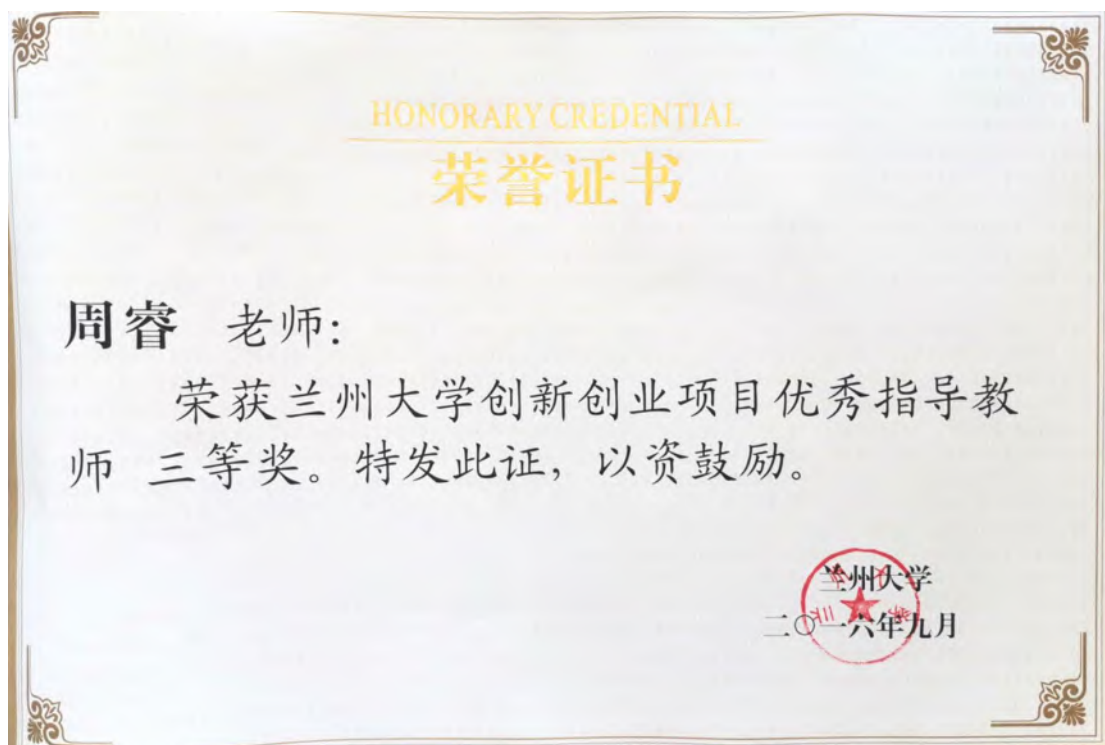 HONORARY CREDENTIAL
荣誉证书
周睿 老师:
荣获兰州大学创新创业项目优秀指导教
师 三等奖。特发此证，以资鼓励。
兰州大学
二〇一六年九月